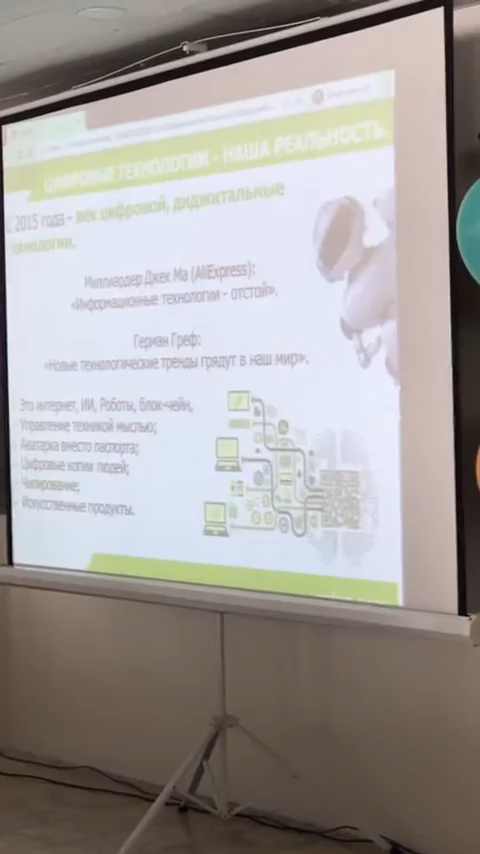 ЦИФРОВЫЕ ТЕХНОЛОГИИ - НАША РЕАЛЬНОСТЬ
С 2015 года - век цифровой, диджитальные
технологии.
Миллиардер Джек Ма (AliExpress):
«Информационные технологии - отстой».
Герман Греф:
«Новые технологические тренды грядут в наш мир».
Это интернет, ИИ, Роботы, блок-чейн,
Управление техникой мыслью;
Аватарка вместо паспорта;
Цифровые копии людей;
- Чипирование;
- Искусственные продукты.